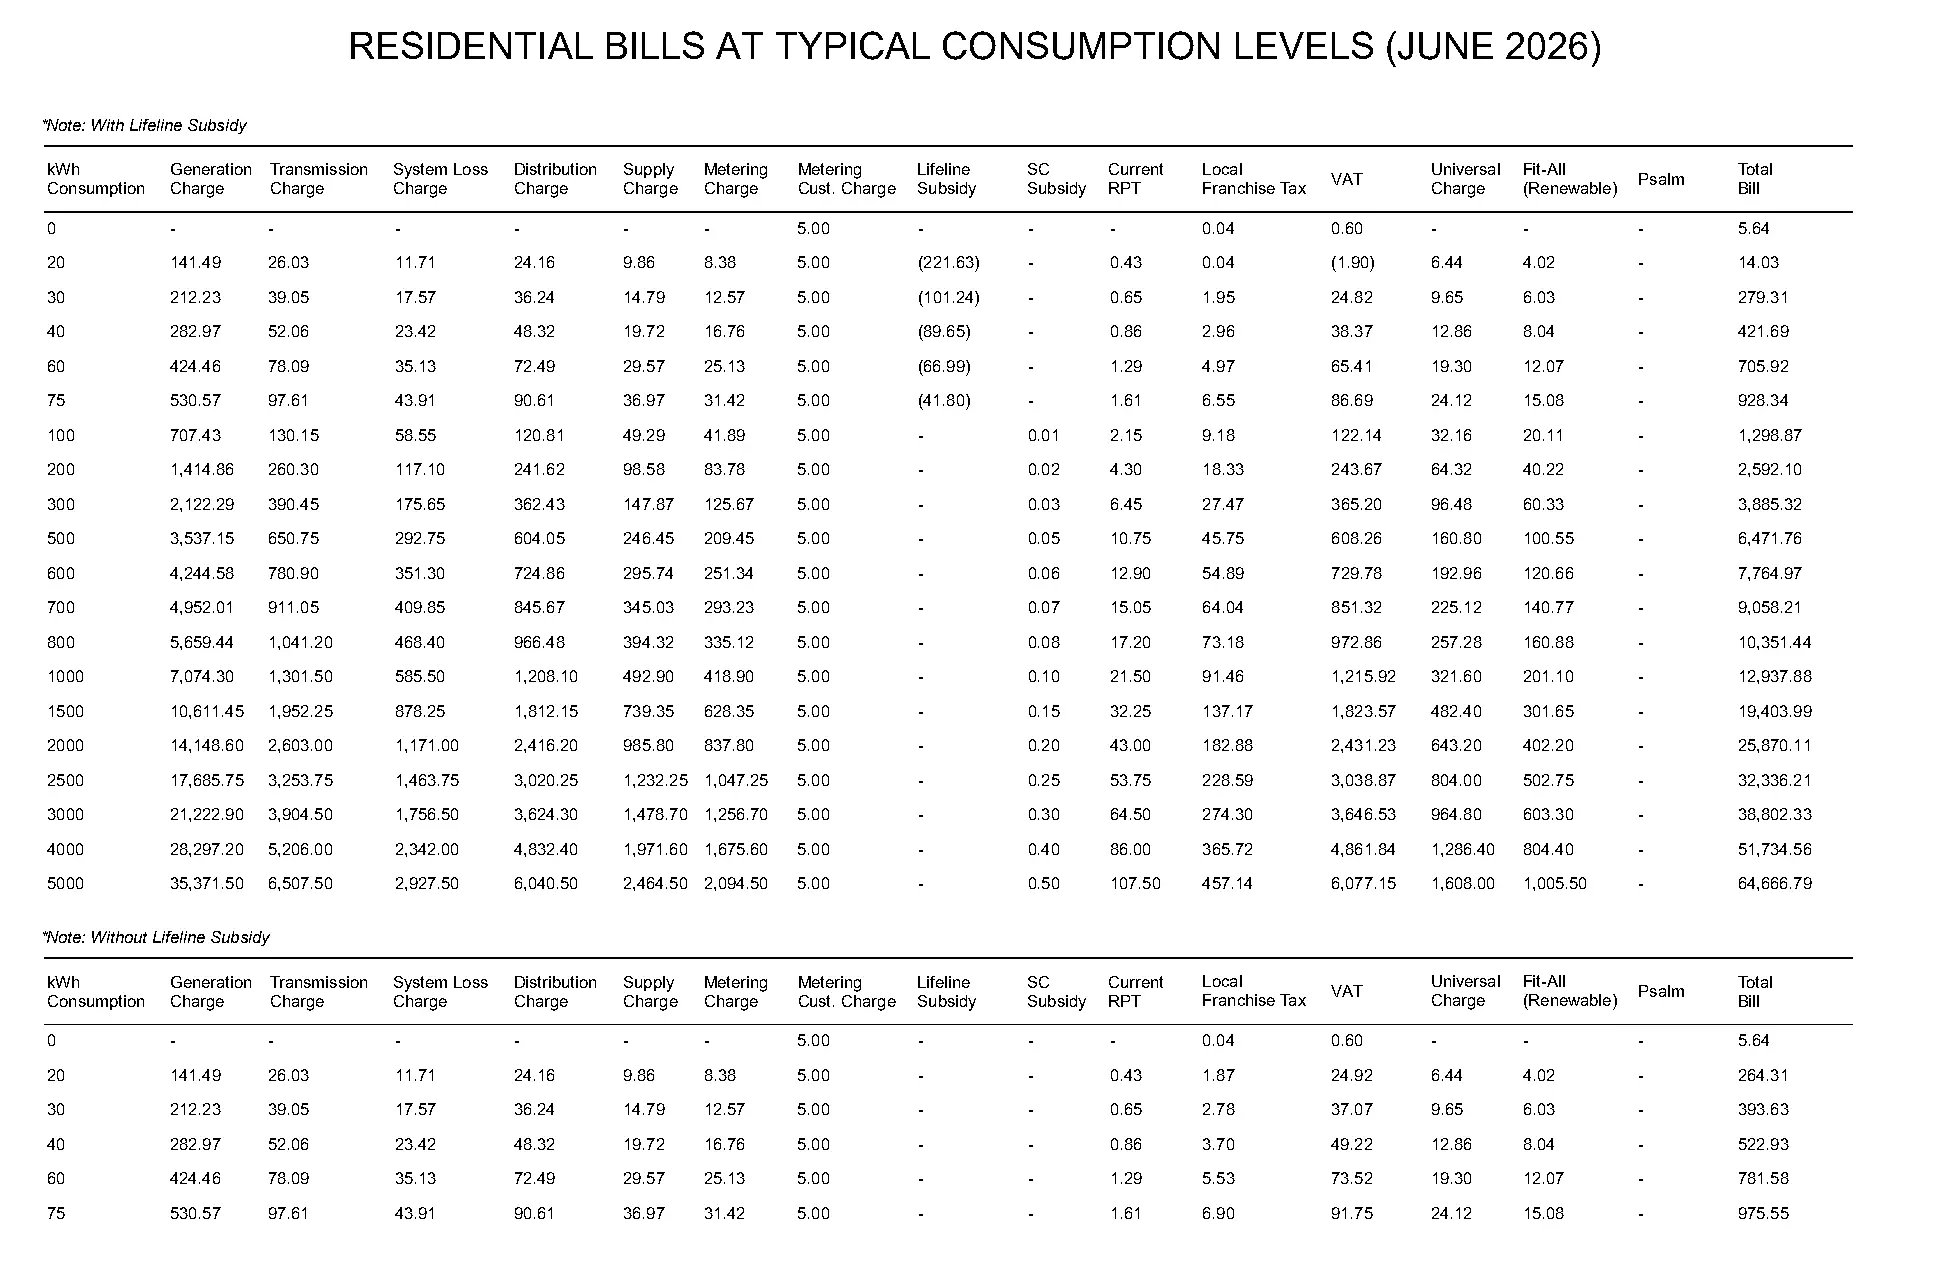 RESIDENTIAL BILLS AT TYPICAL CONSUMPTION LEVELS (JUNE 2026)
*Note: With Lifeline Subsidy
kWh Consumption Generation Charge Transmission Charge System Loss Charge Distribution Charge Supply Charge Metering Charge Metering Cust. Charge Lifeline Subsidy SC Subsidy Current RPT Local Franchise Tax VAT Universal Charge Fit-All (Renewable) Psalm Total Bill
0 - - - - - - 5.00 - - - 0.04 0.60 - - - 5.64
20 141.49 26.03 11.71 24.16 9.86 8.38 5.00 (221.63) - 0.43 0.04 (1.90) 6.44 4.02 - 14.03
30 212.23 39.05 17.57 36.24 14.79 12.57 5.00 (101.24) - 0.65 1.95 24.82 9.65 6.03 - 279.31
40 282.97 52.06 23.42 48.32 19.72 16.76 5.00 (89.65) - 0.86 2.96 38.37 12.86 8.04 - 421.69
60 424.46 78.09 35.13 72.49 29.57 25.13 5.00 (66.99) - 1.29 4.97 65.41 19.30 12.07 - 705.92
75 530.57 97.61 43.91 90.61 36.97 31.42 5.00 (41.80) - 1.61 6.55 86.69 24.12 15.08 - 928.34
100 707.43 130.15 58.55 120.81 49.29 41.89 5.00 - 0.01 2.15 9.18 122.14 32.16 20.11 - 1,298.87
200 1,414.86 260.30 117.10 241.62 98.58 83.78 5.00 - 0.02 4.30 18.33 243.67 64.32 40.22 - 2,592.10
300 2,122.29 390.45 175.65 362.43 147.87 125.67 5.00 - 0.03 6.45 27.47 365.20 96.48 60.33 - 3,885.32
500 3,537.15 650.75 292.75 604.05 246.45 209.45 5.00 - 0.05 10.75 45.75 608.26 160.80 100.55 - 6,471.76
600 4,244.58 780.90 351.30 724.86 295.74 251.34 5.00 - 0.06 12.90 54.89 729.78 192.96 120.66 - 7,764.97
700 4,952.01 911.05 409.85 845.67 345.03 293.23 5.00 - 0.07 15.05 64.04 851.32 225.12 140.77 - 9,058.21
800 5,659.44 1,041.20 468.40 966.48 394.32 335.12 5.00 - 0.08 17.20 73.18 972.86 257.28 160.88 - 10,351.44
1000 7,074.30 1,301.50 585.50 1,208.10 492.90 418.90 5.00 - 0.10 21.50 91.46 1,215.92 321.60 201.10 - 12,937.88
1500 10,611.45 1,952.25 878.25 1,812.15 739.35 628.35 5.00 - 0.15 32.25 137.17 1,823.57 482.40 301.65 - 19,403.99
2000 14,148.60 2,603.00 1,171.00 2,416.20 985.80 837.80 5.00 - 0.20 43.00 182.88 2,431.23 643.20 402.20 - 25,870.11
2500 17,685.75 3,253.75 1,463.75 3,020.25 1,232.25 1,047.25 5.00 - 0.25 53.75 228.59 3,038.87 804.00 502.75 - 32,336.21
3000 21,222.90 3,904.50 1,756.50 3,624.30 1,478.70 1,256.70 5.00 - 0.30 64.50 274.30 3,646.53 964.80 603.30 - 38,802.33
4000 28,297.20 5,206.00 2,342.00 4,832.40 1,971.60 1,675.60 5.00 - 0.40 86.00 365.72 4,861.84 1,286.40 804.40 - 51,734.56
5000 35,371.50 6,507.50 2,927.50 6,040.50 2,464.50 2,094.50 5.00 - 0.50 107.50 457.14 6,077.15 1,608.00 1,005.50 - 64,666.79
*Note: Without Lifeline Subsidy
kWh Consumption Generation Charge Transmission Charge System Loss Charge Distribution Charge Supply Charge Metering Charge Metering Cust. Charge Lifeline Subsidy SC Subsidy Current RPT Local Franchise Tax VAT Universal Charge Fit-All (Renewable) Psalm Total Bill
0 - - - - - - 5.00 - - - 0.04 0.60 - - - 5.64
20 141.49 26.03 11.71 24.16 9.86 8.38 5.00 - - 0.43 1.87 24.92 6.44 4.02 - 264.31
30 212.23 39.05 17.57 36.24 14.79 12.57 5.00 - - 0.65 2.78 37.07 9.65 6.03 - 393.63
40 282.97 52.06 23.42 48.32 19.72 16.76 5.00 - - 0.86 3.70 49.22 12.86 8.04 - 522.93
60 424.46 78.09 35.13 72.49 29.57 25.13 5.00 - - 1.29 5.53 73.52 19.30 12.07 - 781.58
75 530.57 97.61 43.91 90.61 36.97 31.42 5.00 - - 1.61 6.90 91.75 24.12 15.08 - 975.55